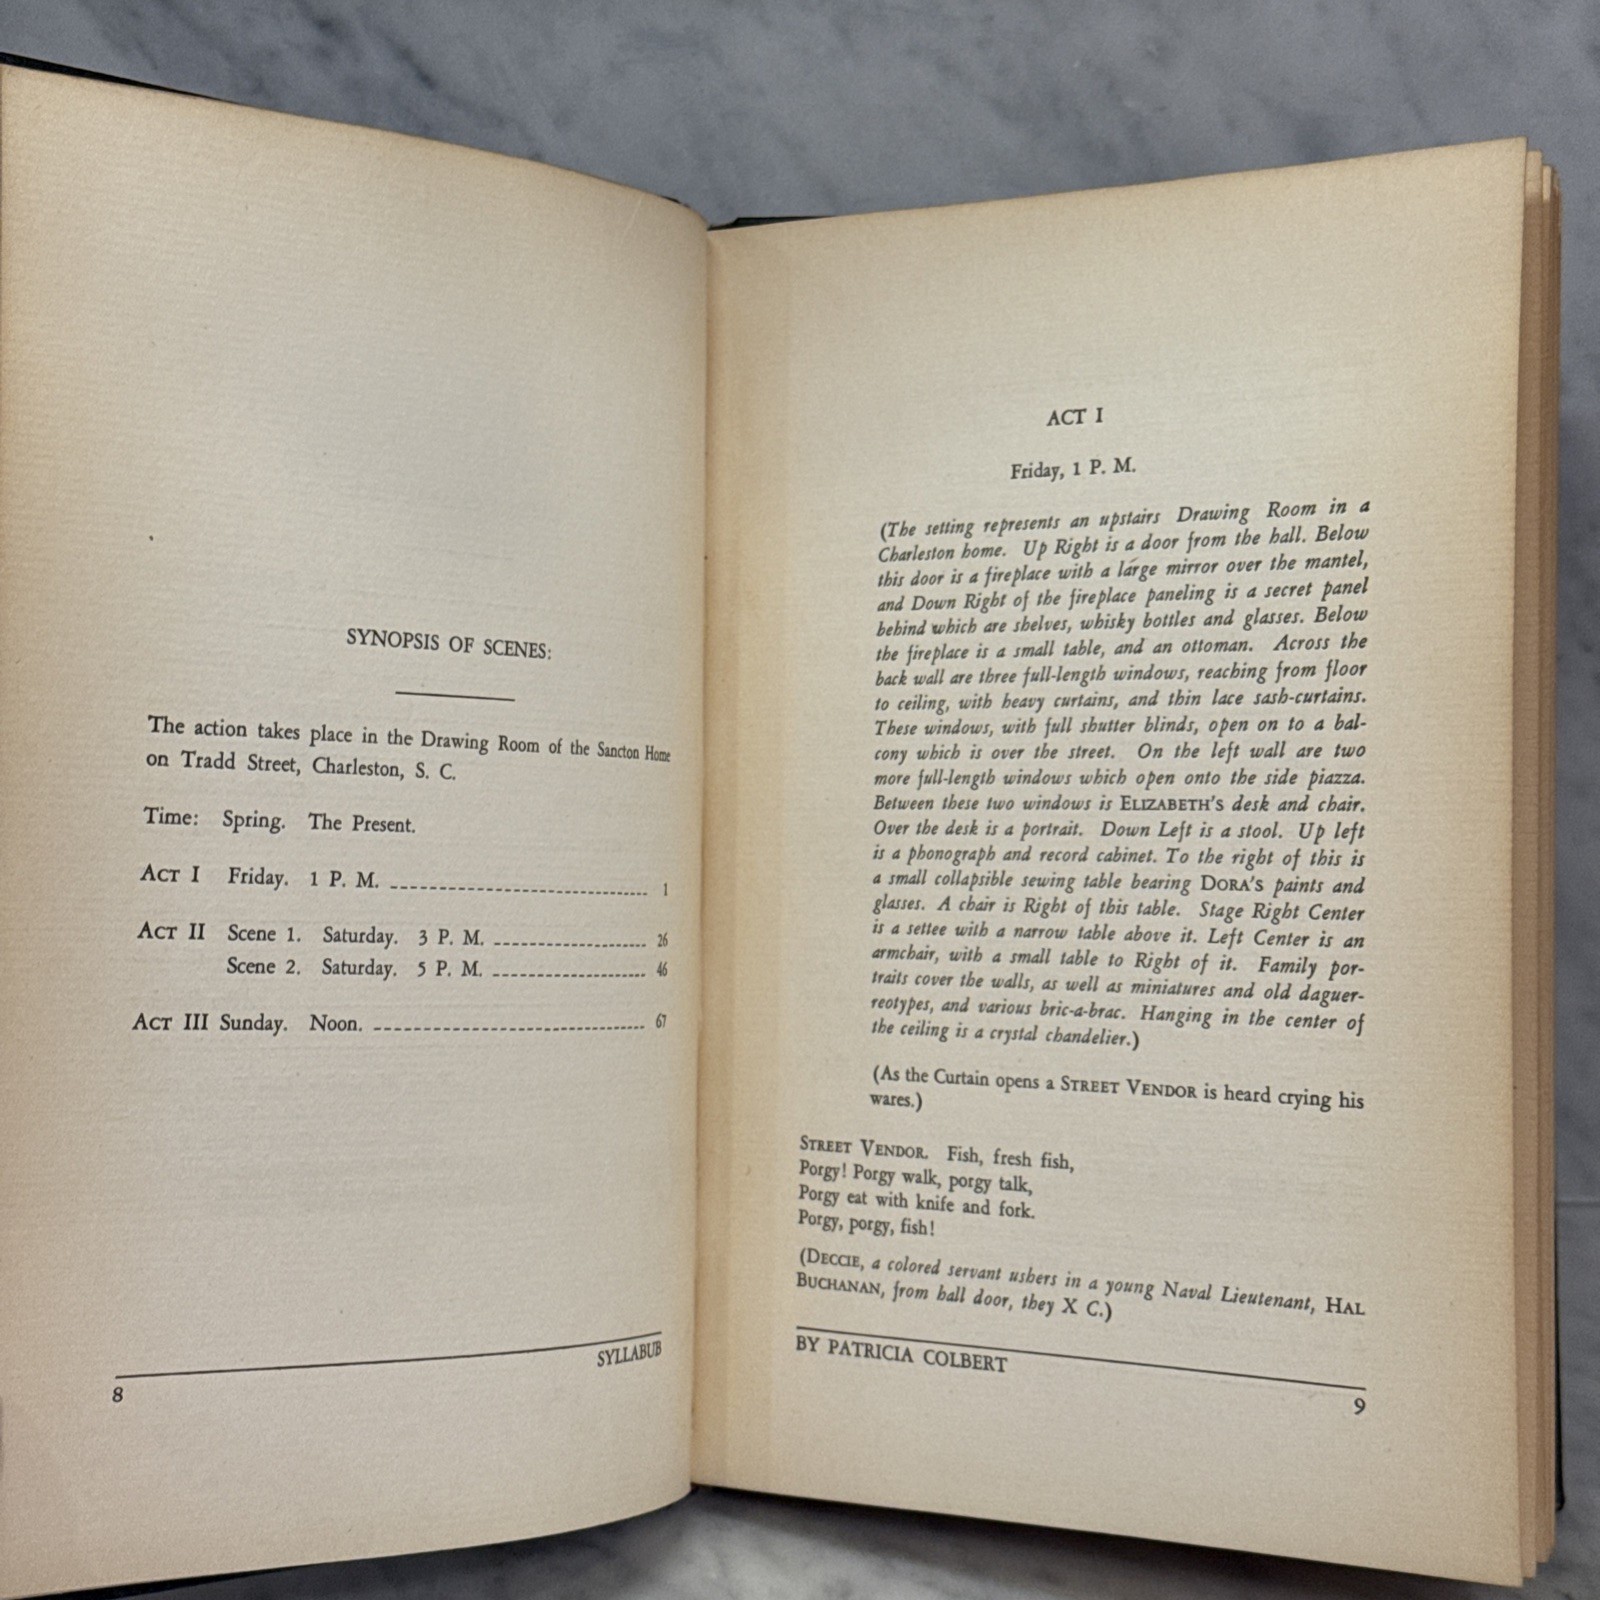 SYNOPSIS OF SCENES:
The action takes place in the Drawing Room of the Sancton Home
on Tradd Street, Charleston, S. C.
Time: Spring. The Present.
ACT I Friday. 1 P. M. 1
ACT II Scene 1. Saturday. 3 P. M. 26
Scene 2. Saturday. 5 P. M. 46
ACT III Sunday. Noon. 67
SYLLABUB
8
ACT I
Friday, 1 P. M.
(The setting represents an upstairs Drawing Room in a
Charleston home. Up Right is a door from the hall. Below
this door is a fireplace with a large mirror over the mantel,
and Down Right of the fireplace paneling is a secret panel
behind which are shelves, whisky bottles and glasses. Below
the fireplace is a small table, and an ottoman. Across the
back wall are three full-length windows, reaching from floor
to ceiling, with heavy curtains, and thin lace sash-curtains.
These windows, with full shutter blinds, open on to a bal-
cony which is over the street. On the left wall are two
more full-length windows which open onto the side piazza.
Between these two windows is ELIZABETH'S desk and chair.
Over the desk is a portrait. Down Left is a stool. Up left
is a phonograph and record cabinet. To the right of this is
a small collapsible sewing table bearing DORA'S paints and
glasses. A chair is Right of this table. Stage Right Center
is a settee with a narrow table above it. Left Center is an
armchair, with a small table to Right of it. Family por-
traits cover the walls, as well as miniatures and old daguer-
reotypes, and various bric-a-brac. Hanging in the center of
the ceiling is a crystal chandelier.)
(As the Curtain opens a STREET VENDOR is heard crying his
wares.)
STREET VENDOR. Fish, fresh fish,
Porgy! Porgy walk, porgy talk,
Porgy eat with knife and fork.
Porgy, porgy, fish!
(DECCIE, a colored servant ushers in a young Naval Lieutenant, HAL
BUCHANAN, from hall door, they X C.)
BY PATRICIA COLBERT
9